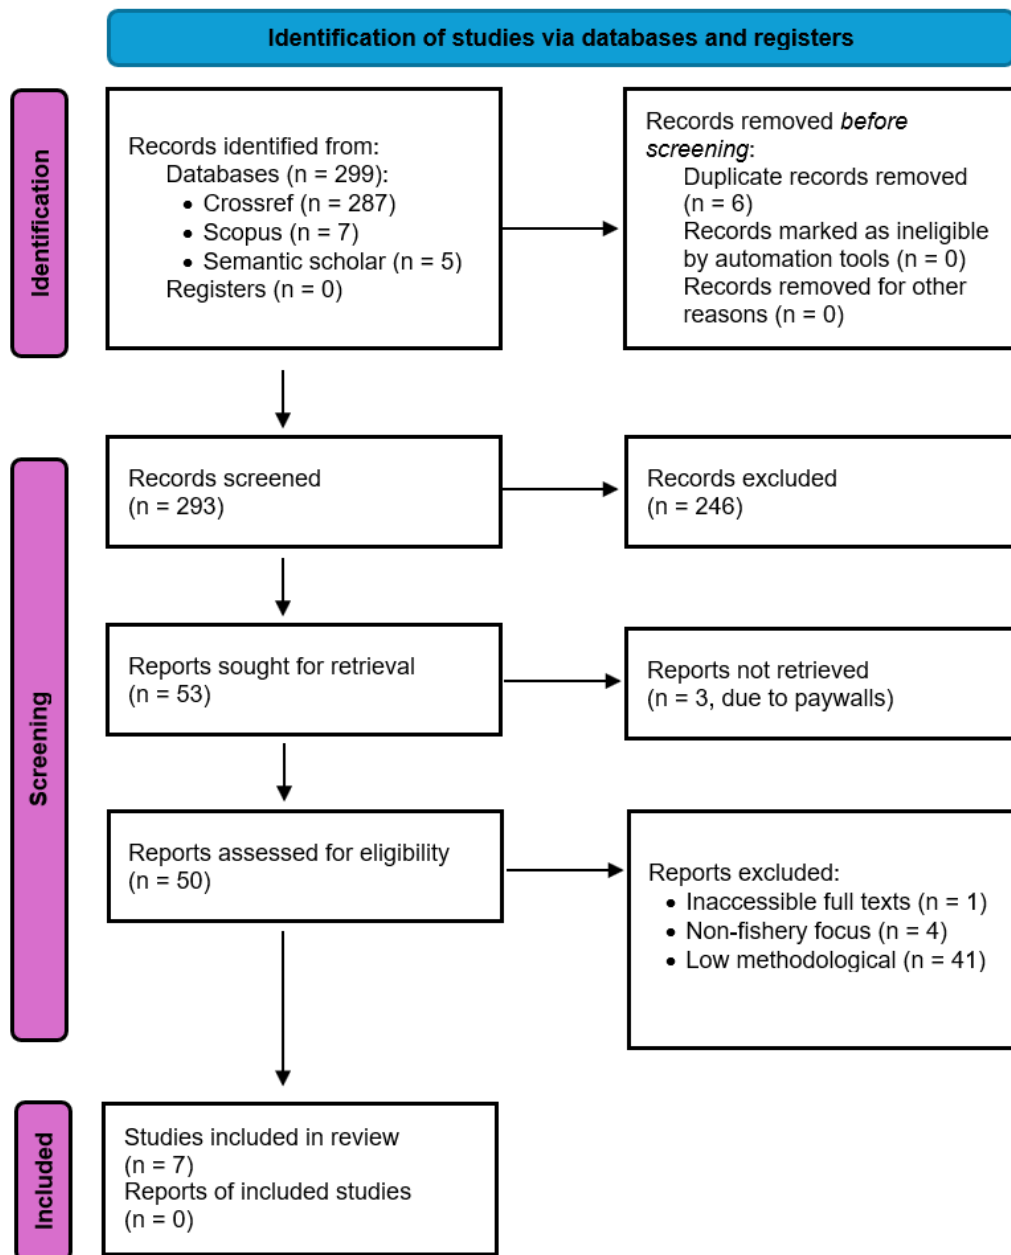 Identification of studies via databases and registers
Identification
Records identified from:
Databases (n = 299):
• Crossref (n = 287)
• Scopus (n = 7)
• Semantic scholar (n = 5)
Registers (n = 0)
Records removed before
screening:
Duplicate records removed
(n = 6)
Records marked as ineligible
by automation tools (n = 0)
Records removed for other
reasons (n = 0)
Screening
Records screened
(n = 293)
Records excluded
(n = 246)
Reports sought for retrieval
(n = 53)
Reports not retrieved
(n = 3, due to paywalls)
Reports assessed for eligibility
(n = 50)
Reports excluded:
• Inaccessible full texts (n = 1)
• Non-fishery focus (n = 4)
• Low methodological (n = 41)
Included
Studies included in review
(n = 7)
Reports of included studies
(n = 0)